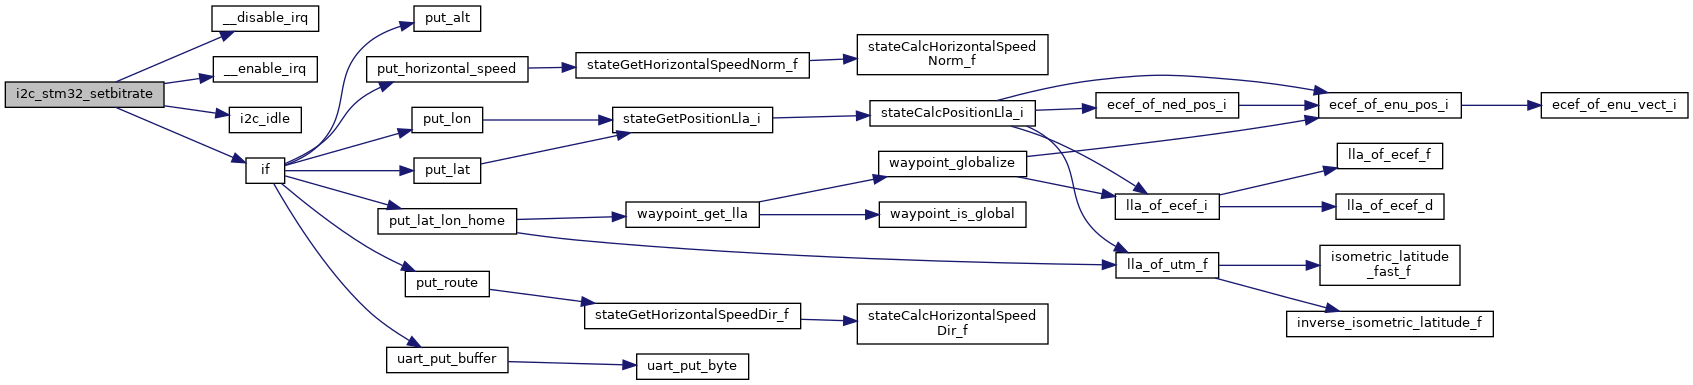 i2c_stm32_setbitrate
__disable_irq
__enable_irq
i2c_idle
if
put_alt
put_horizontal_speed
put_lon
put_lat
put_lat_lon_home
put_route
uart_put_buffer
stateGetHorizontalSpeedNorm_f
stateGetPositionLla_i
waypoint_get_lla
stateGetHorizontalSpeedDir_f
uart_put_byte
stateCalcHorizontalSpeed
Norm_f
stateCalcPositionLla_i
waypoint_globalize
waypoint_is_global
stateCalcHorizontalSpeed
Dir_f
ecef_of_ned_pos_i
lla_of_ecef_i
lla_of_utm_f
ecef_of_enu_pos_i
lla_of_ecef_f
lla_of_ecef_d
isometric_latitude
_fast_f
inverse_isometric_latitude_f
ecef_of_enu_vect_i